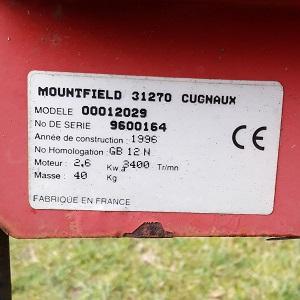 MOUNTFIELD 31270 CUGNAUX
MODELE 00012029
No DE SERIE 9600164
Année de construction : 1996
No Homologation : GB 12 N
Moteur : 2,6 Kw à 3400 Tr/mn
Masse : 40 Kg
CE
FABRIQUE EN FRANCE